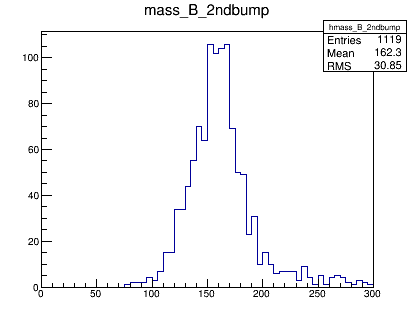 mass_B_2ndbump
hmass_B_2ndbump
Entries 1119
Mean 162.3
RMS 30.85
100
80
60
40
20
0
0 50 100 150 200 250 300